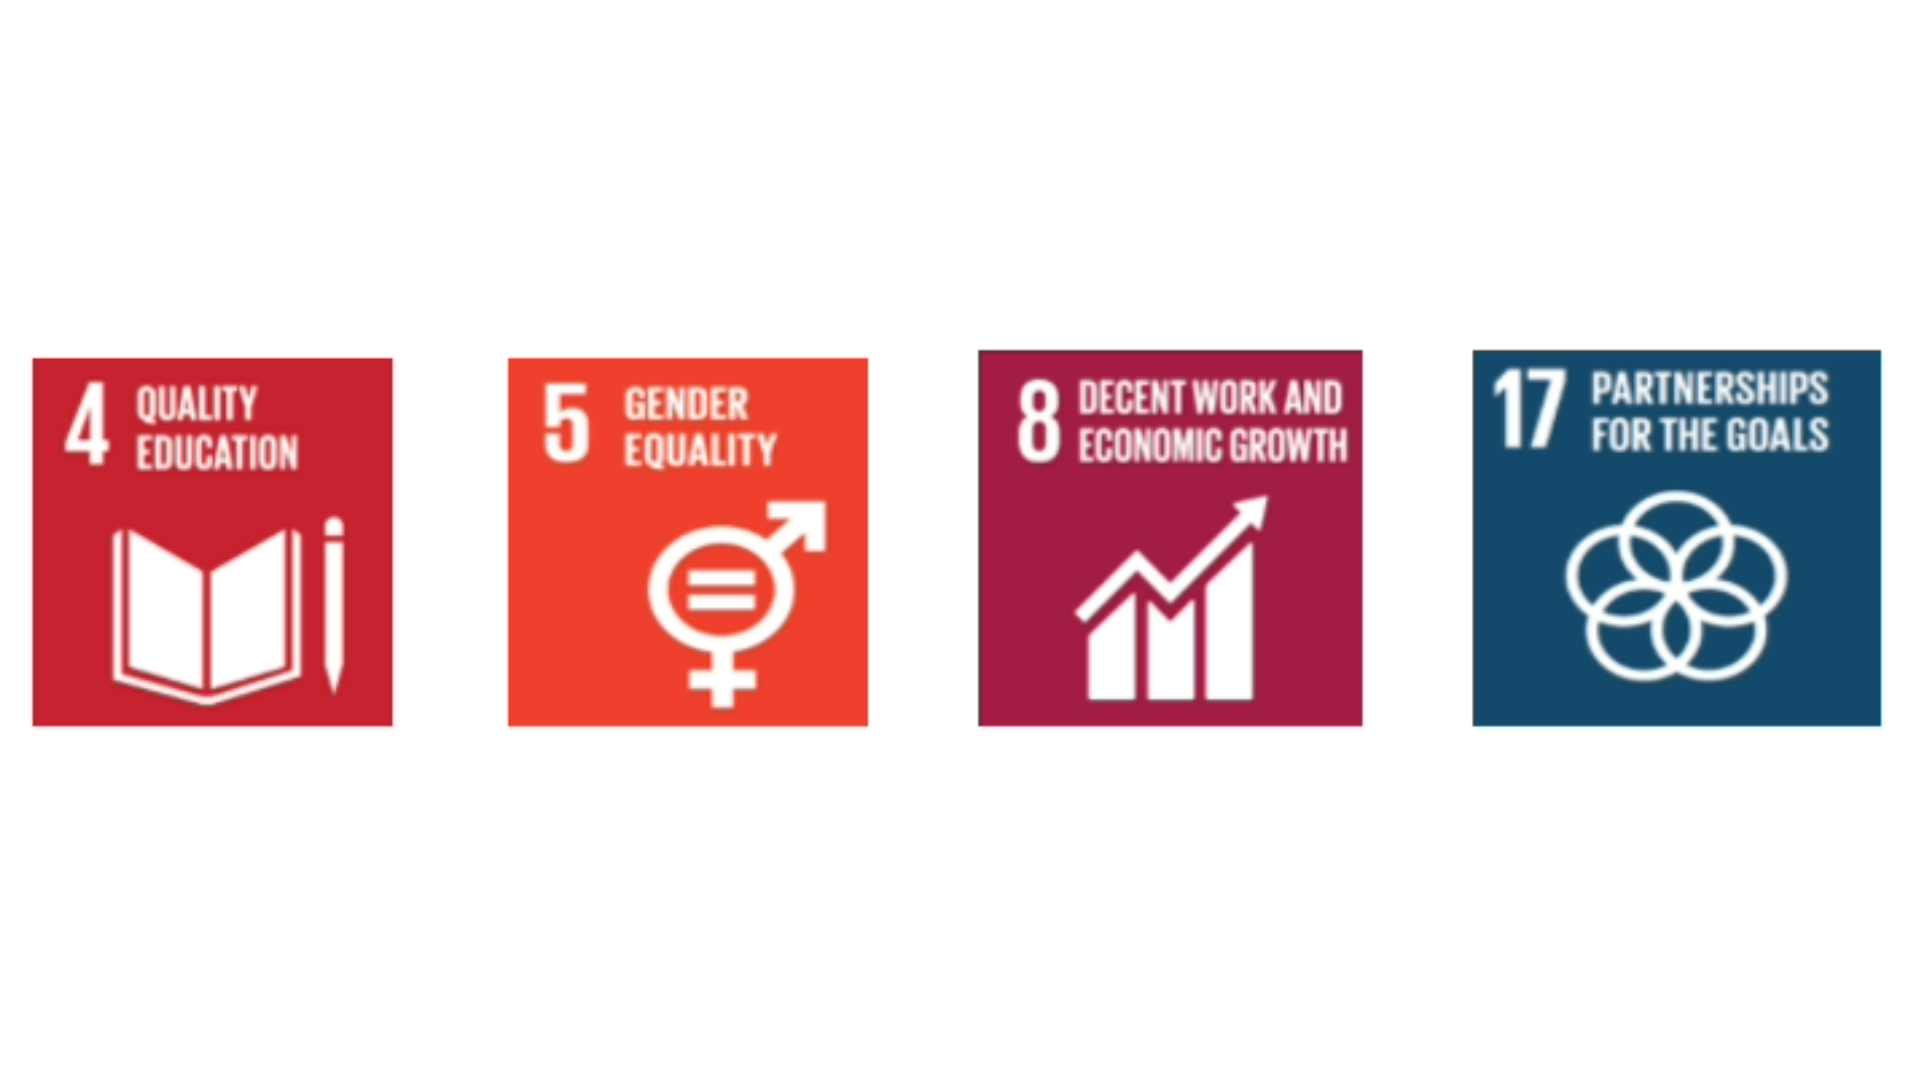 4 QUALITY
EDUCATION
5 GENDER
EQUALITY
8 DECENT WORK AND
ECONOMIC GROWTH
17 PARTNERSHIPS
FOR THE GOALS